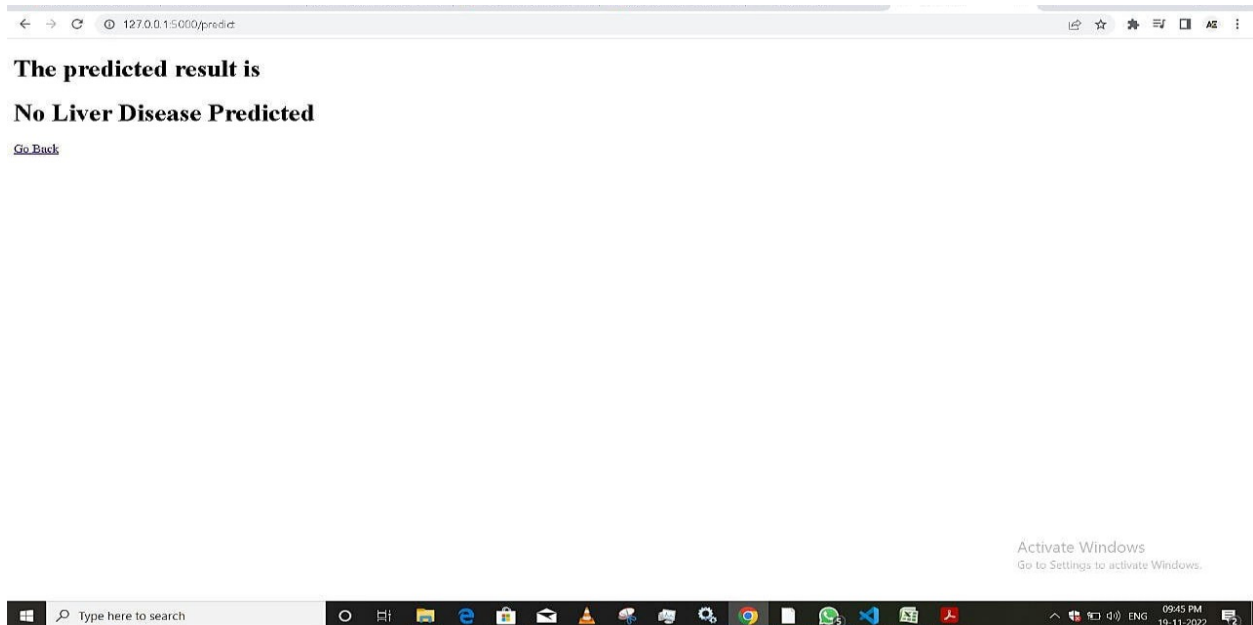 127.0.0.1:5000/predict
The predicted result is
No Liver Disease Predicted
Go Back
Activate Windows
Go to Settings to activate Windows.
Type here to search
ENG
09:45 PM
19-11-2022